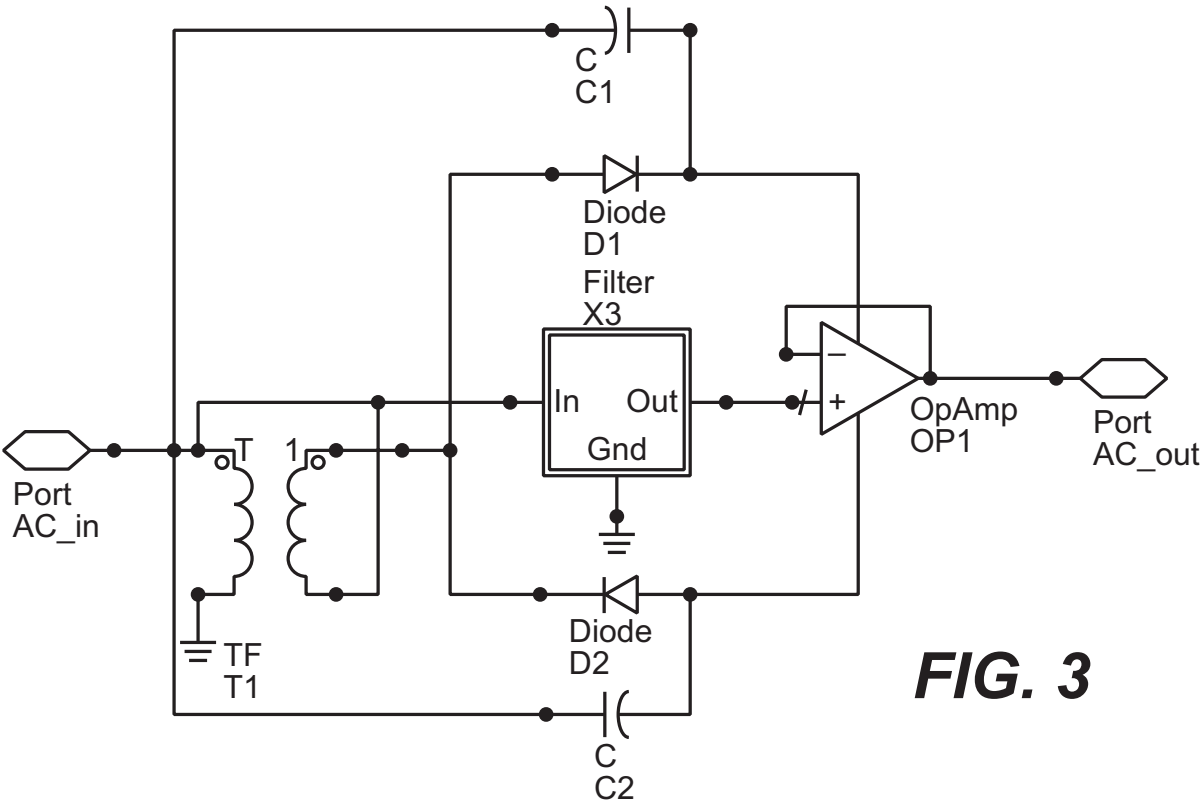 C
C1
Diode
D1
Filter
X3
In Out
Gnd
T 1
−
+
OpAmp
OP1
Port
AC_out
Port
AC_in
TF
T1
Diode
D2
C
C2
FIG. 3